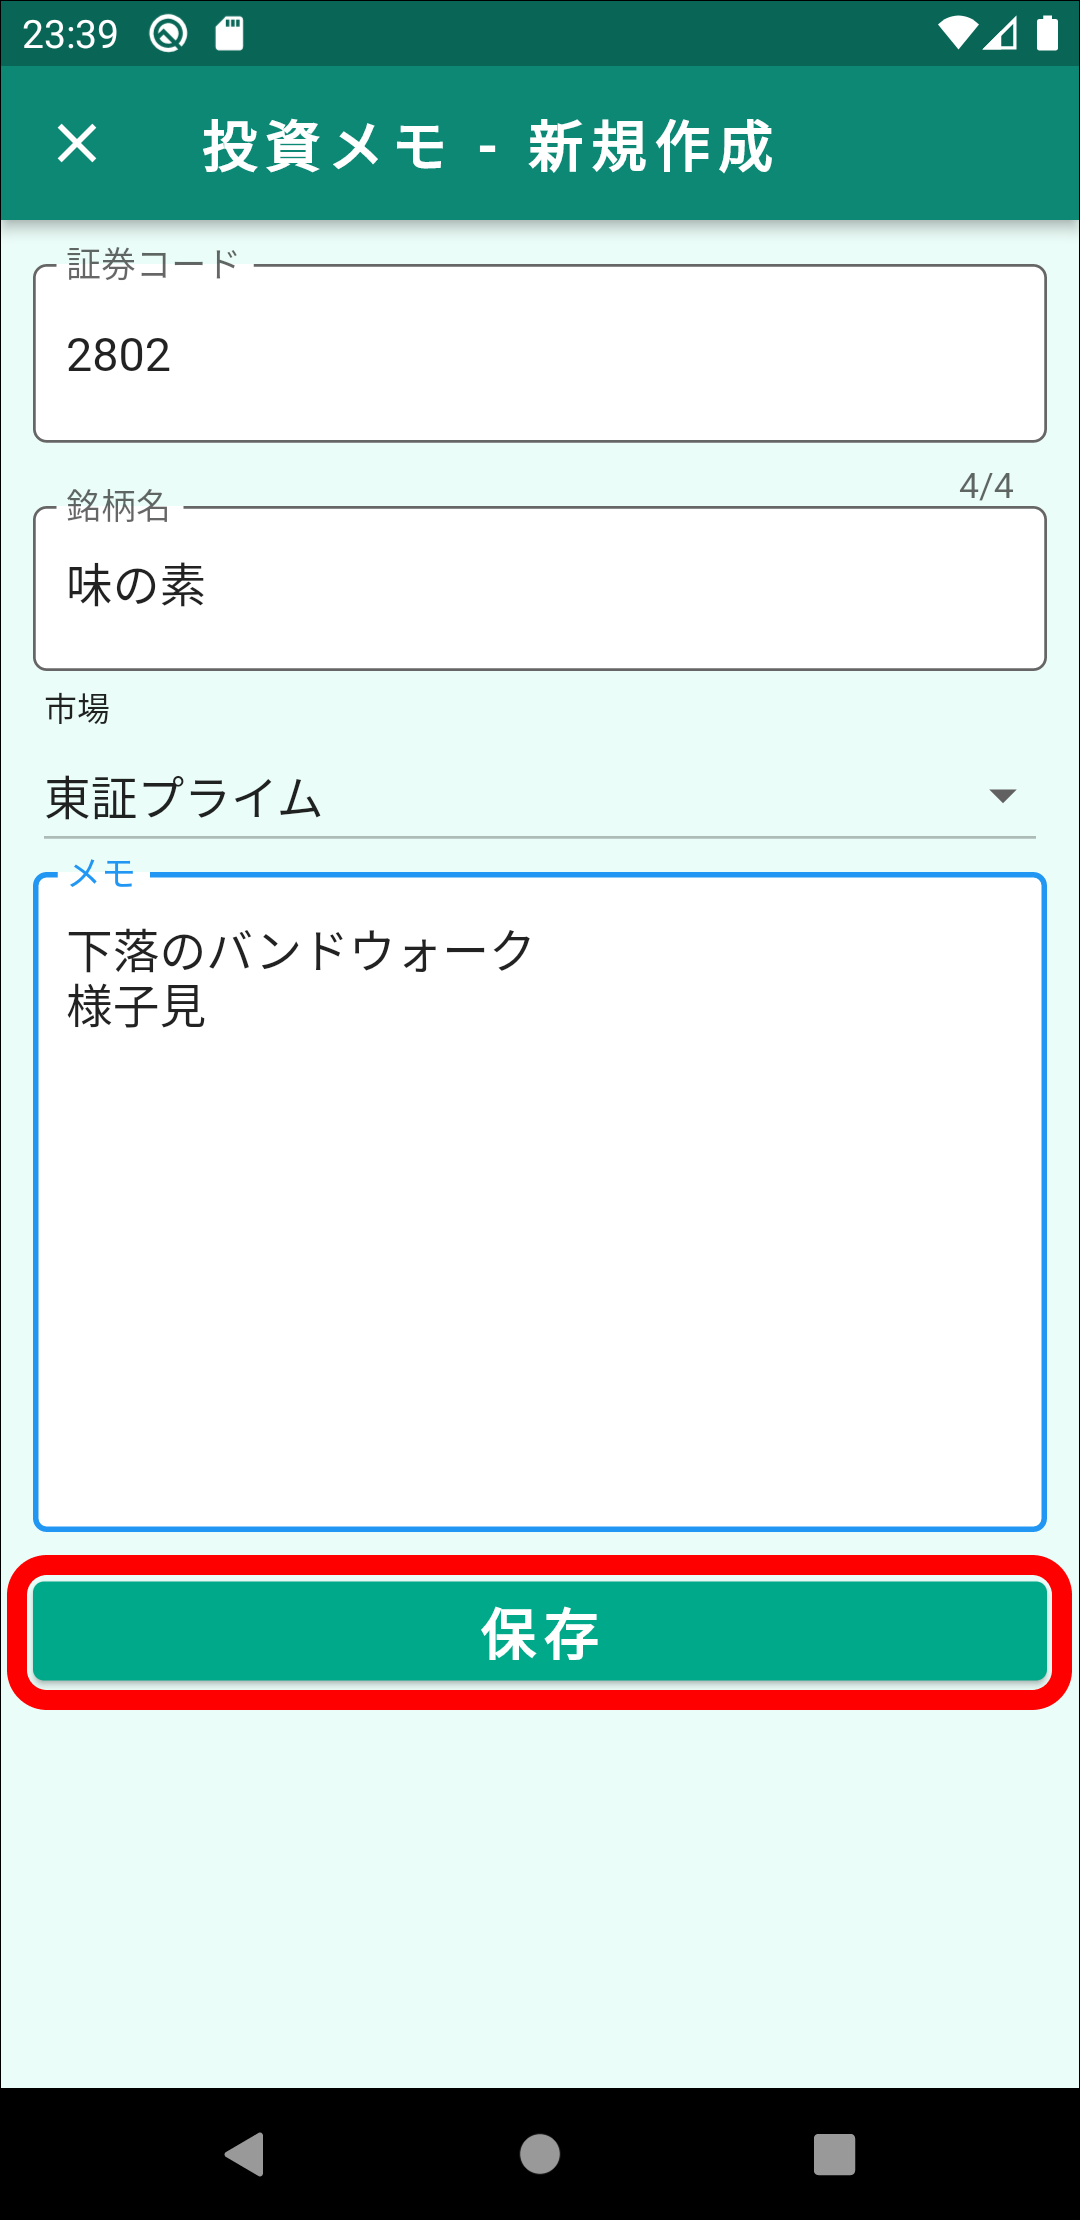 23:39
投資メモ - 新規作成
証券コード
2802
4/4
銘柄名
味の素
市場
東証プライム
メモ
下落のバンドウォーク
様子見
保存